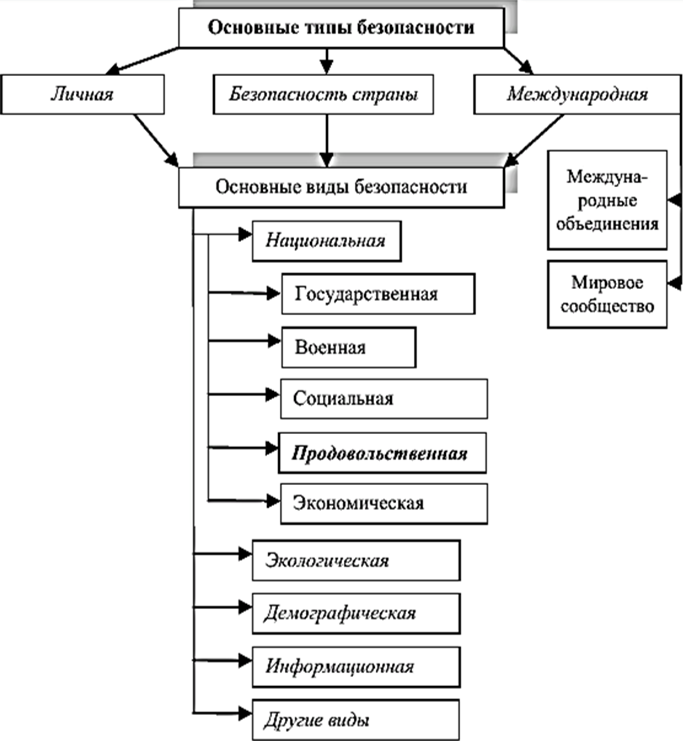 Основные типы безопасности
Личная
Безопасность страны
Международная
Основные виды безопасности
Междуна-
родные
объединения
Мировое
сообщество
Национальная
Государственная
Военная
Социальная
Продовольственная
Экономическая
Экологическая
Демографическая
Информационная
Другие виды